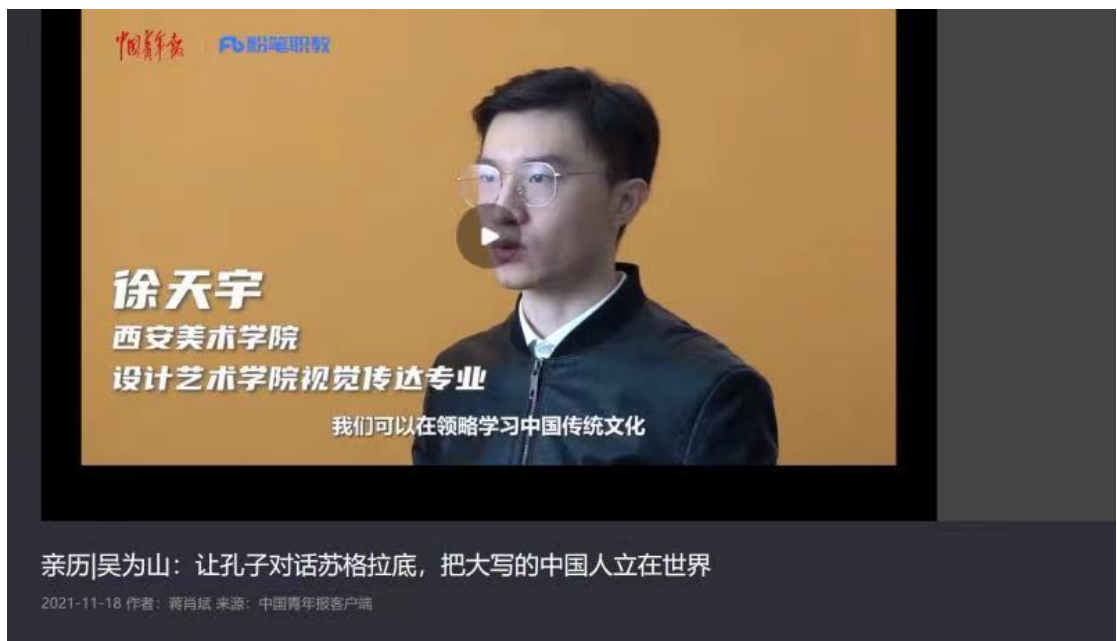 中国青年报 Fb粉笔职教
徐天宇
西安美术学院
设计艺术学院视觉传达专业
我们可以在领略学习中国传统文化
亲历|吴为山：让孔子对话苏格拉底，把大写的中国人立在世界
2021-11-18 作者：蒋肖斌 来源：中国青年报客户端